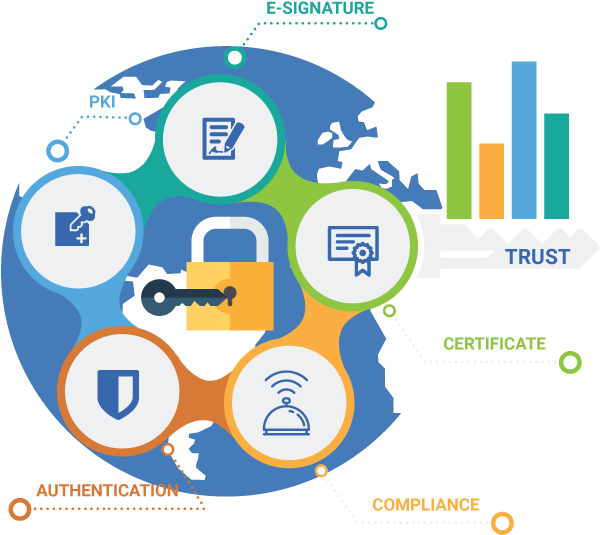 E-SIGNATURE
PKI
TRUST
CERTIFICATE
AUTHENTICATION
COMPLIANCE